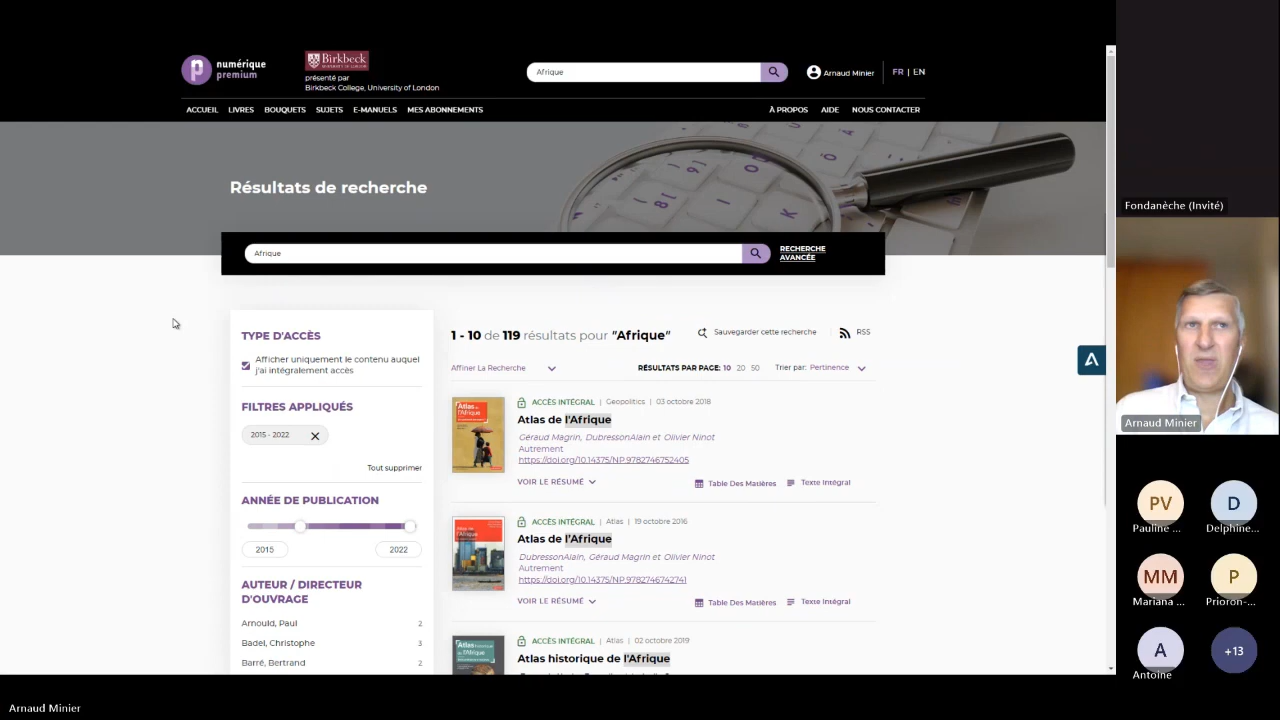 numérique
premium
Birkbeck
présenté par
Birkbeck College, University of London
Afrique
Arnaud Minier
FR | EN
ACCUEIL LIVRES BOUQUETS SUJETS E-MANUELS MES ABONNEMENTS
À PROPOS AIDE NOUS CONTACTER
Résultats de recherche
Afrique
RECHERCHE
AVANCÉE
TYPE D'ACCÈS
Afficher uniquement le contenu auquel
j'ai intégralement accès
FILTRES APPLIQUÉS
2015 - 2022
Tout supprimer
ANNÉE DE PUBLICATION
2015 2022
AUTEUR / DIRECTEUR
D'OUVRAGE
Arnould, Paul 2
Badel, Christophe 3
Barré, Bertrand 2
1 - 10 de 119 résultats pour "Afrique"
Sauvegarder cette recherche
RSS
Affiner La Recherche
RÉSULTATS PAR PAGE: 10 20 50
Trier par: Pertinence
ACCÈS INTÉGRAL | Geopolitics | 03 octobre 2018
Atlas de l'Afrique
Géraud Magrin, DubressonAlain et Olivier Ninot
Autrement
https://doi.org/10.14375/NP.9782746752405
VOIR LE RÉSUMÉ
Table Des Matières
Texte Intégral
ACCÈS INTÉGRAL | Atlas | 19 octobre 2016
Atlas de l'Afrique
DubressonAlain, Géraud Magrin et Olivier Ninot
Autrement
https://doi.org/10.14375/NP.9782746742741
VOIR LE RÉSUMÉ
Table Des Matières
Texte Intégral
ACCÈS INTÉGRAL | Atlas | 02 octobre 2019
Atlas historique de l'Afrique
Fondanèche (Invité)
Arnaud Minier
PV
D
Pauline ...
Delphine...
MM
P
Mariana ...
Prioron-...
A
+13
Antoine
Arnaud Minier